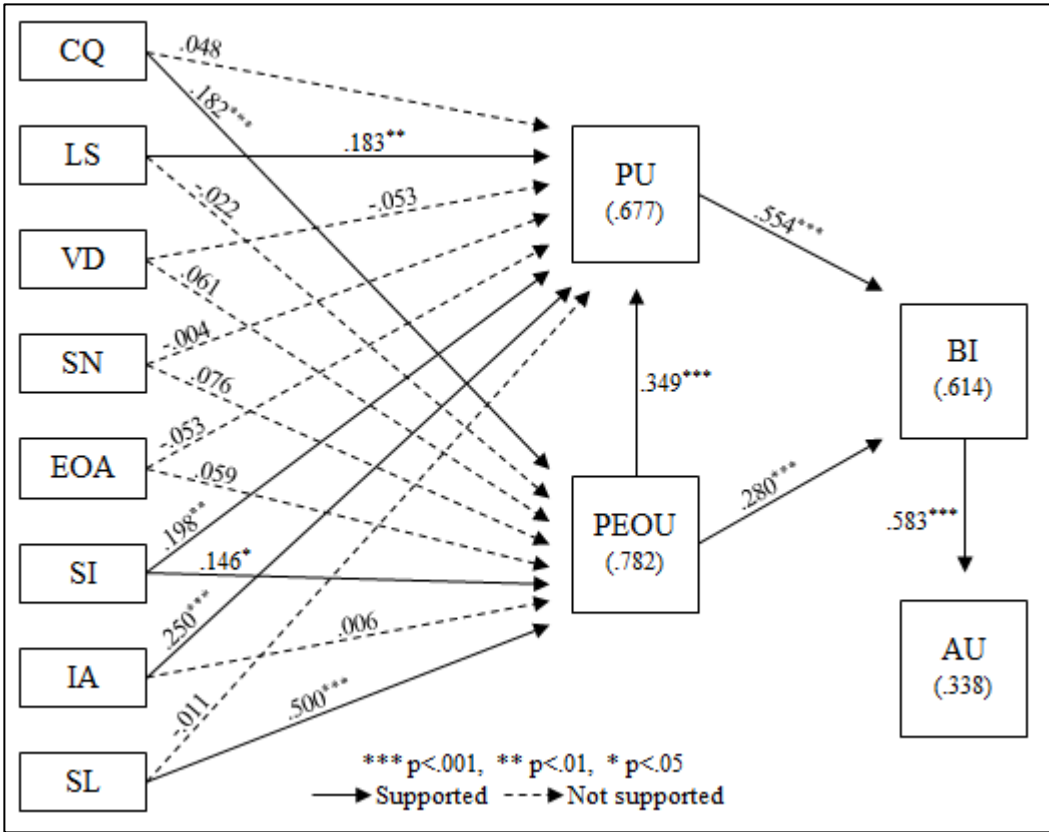 CQ
.048
.182***
LS
.183**
-.022
PU
(.677)
-.053
.554***
VD
.061
SN
-.004
.076
BI
(.614)
.349***
EOA
-.053
.059
.280***
PEOU
(.782)
.583***
SI
.198**
.146*
IA
.250***
.006
AU
(.338)
-.011
.500***
SL
*** p<.001, ** p<.01, * p<.05
Supported
Not supported